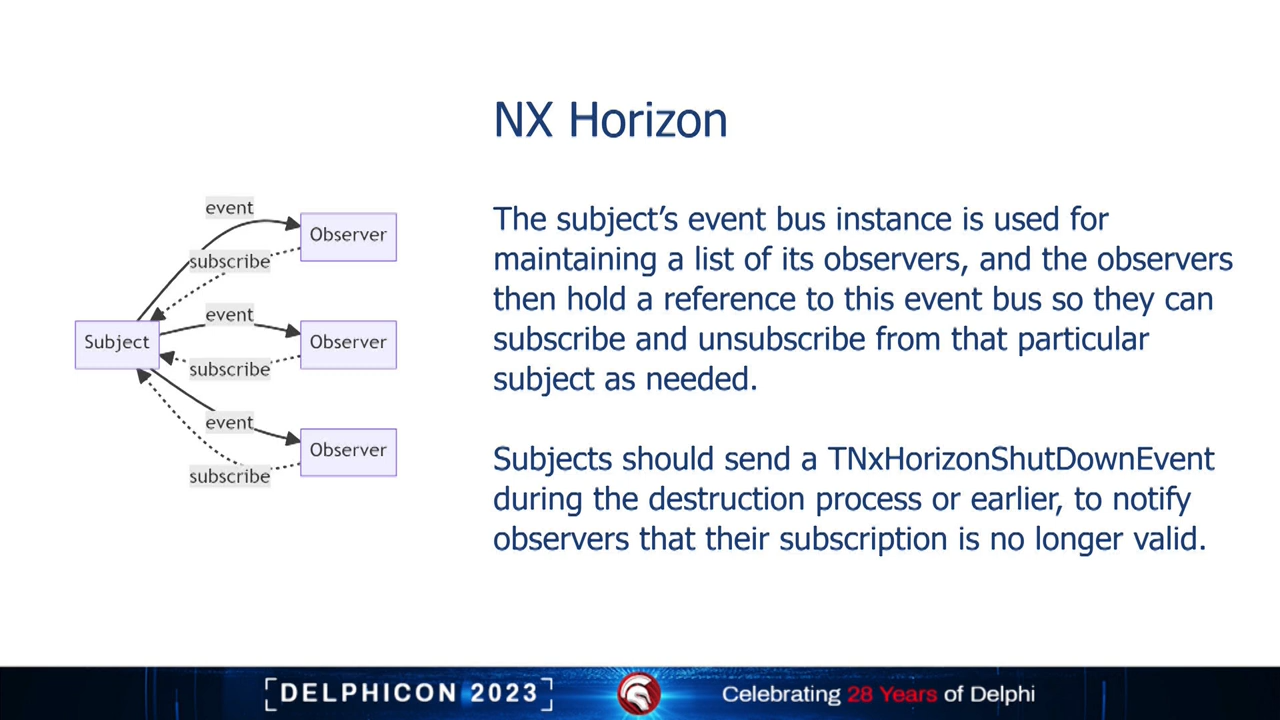 NX Horizon
event
Observer
subscribe
event
Subject
Observer
subscribe
event
Observer
subscribe
The subject’s event bus instance is used for
maintaining a list of its observers, and the observers
then hold a reference to this event bus so they can
subscribe and unsubscribe from that particular
subject as needed.
Subjects should send a TNxHorizonShutDownEvent
during the destruction process or earlier, to notify
observers that their subscription is no longer valid.
[DELPHICON 2023]
Celebrating 28 Years of Delphi